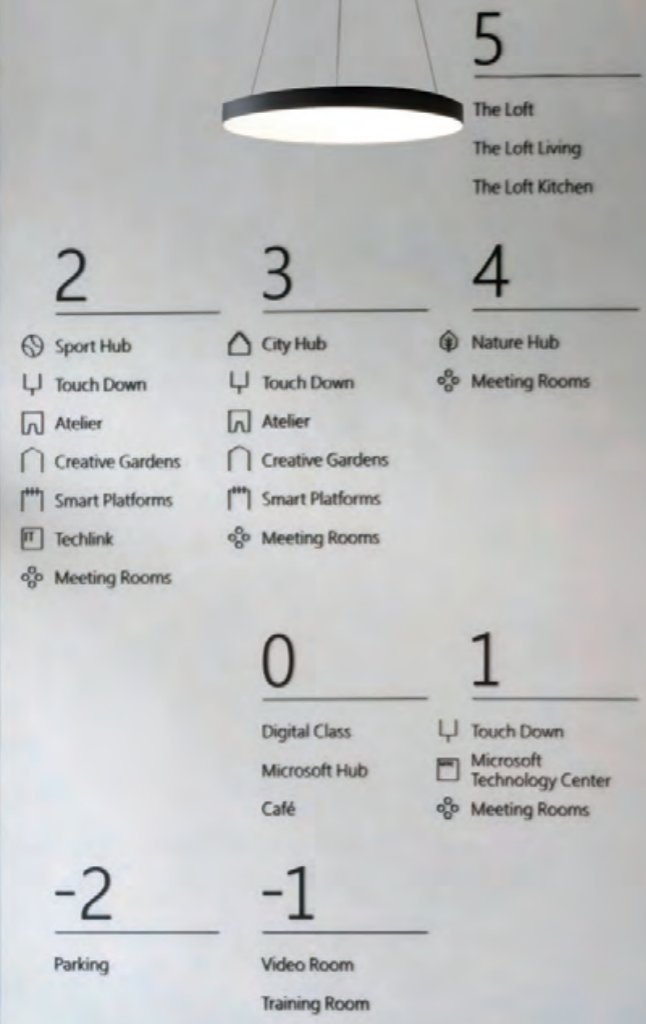 5
The Loft
The Loft Living
The Loft Kitchen
2
Sport Hub
Touch Down
Atelier
Creative Gardens
Smart Platforms
IT Techlink
Meeting Rooms
3
City Hub
Touch Down
Atelier
Creative Gardens
Smart Platforms
Meeting Rooms
4
Nature Hub
Meeting Rooms
0
Digital Class
Microsoft Hub
Café
1
Touch Down
Microsoft
Technology Center
Meeting Rooms
-2
Parking
-1
Video Room
Training Room